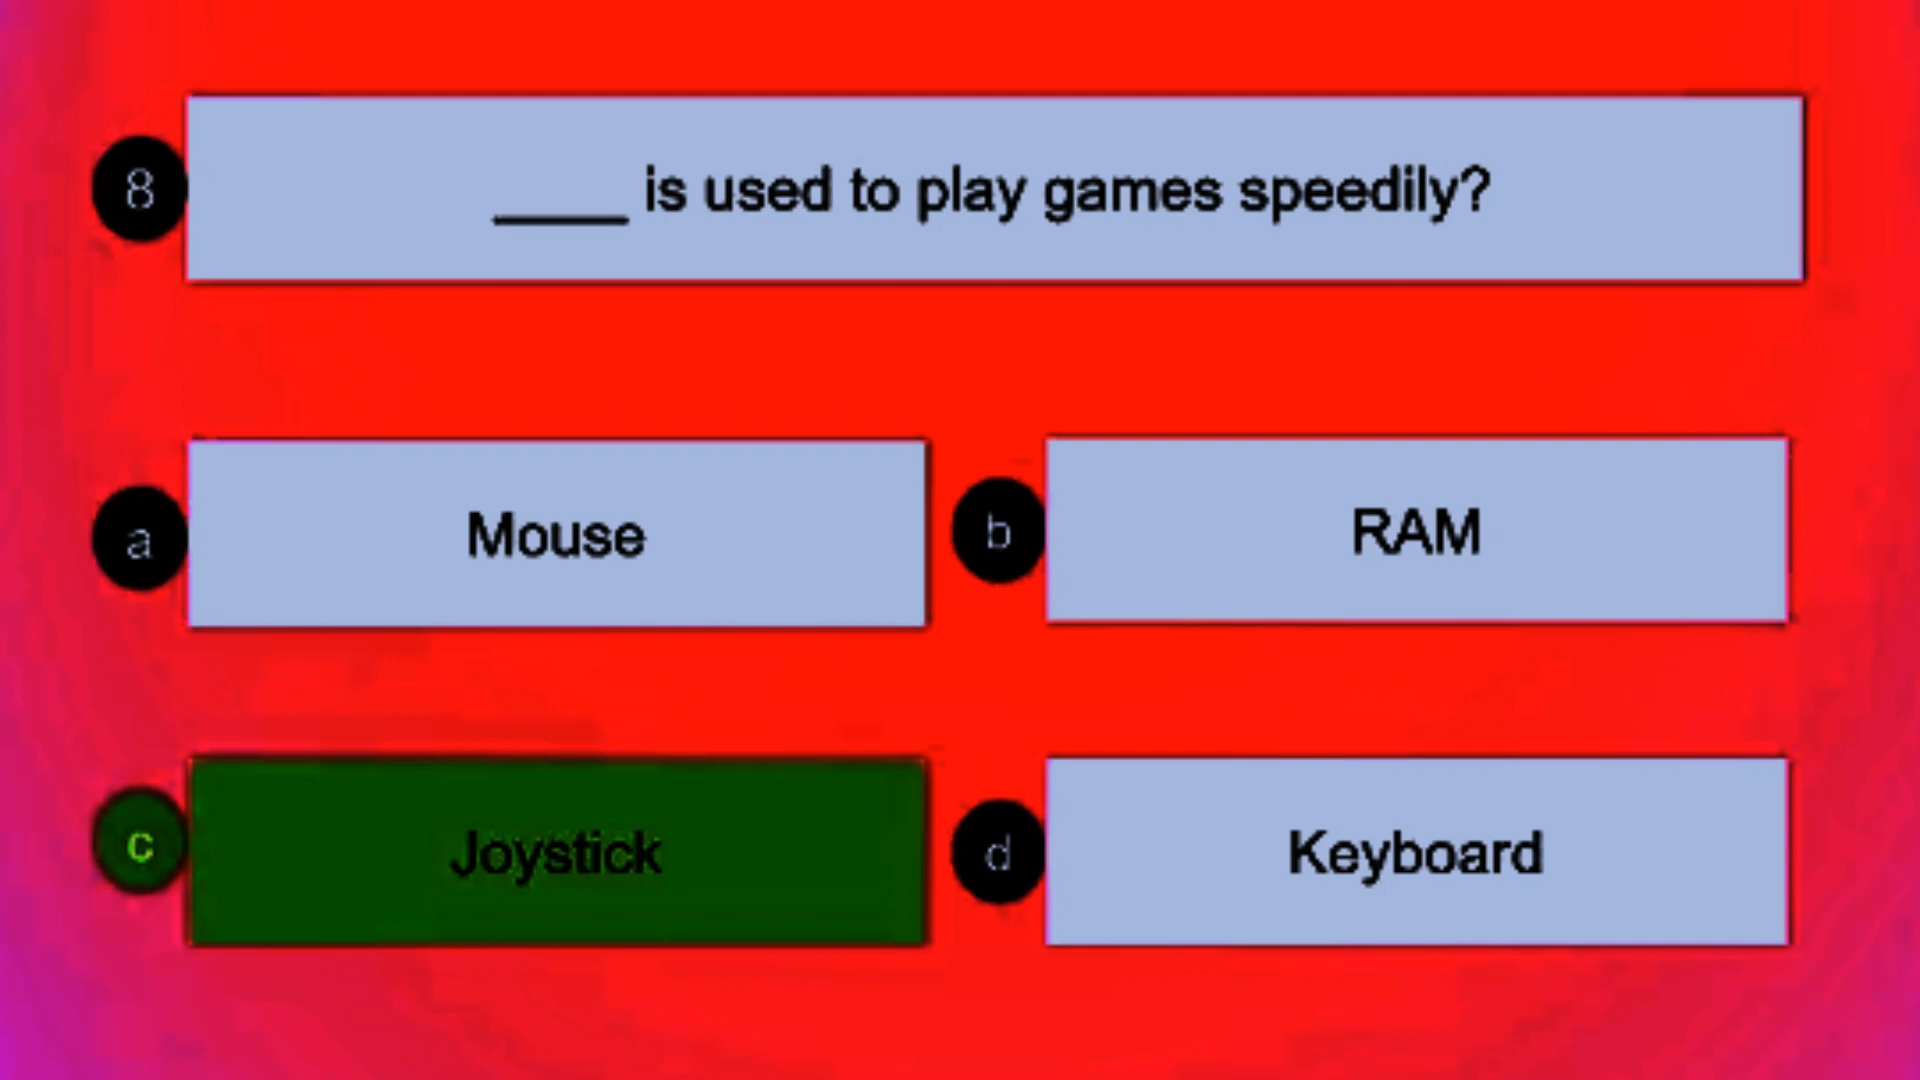 8
____ is used to play games speedily?
a
Mouse
b
RAM
c
Joystick
d
Keyboard